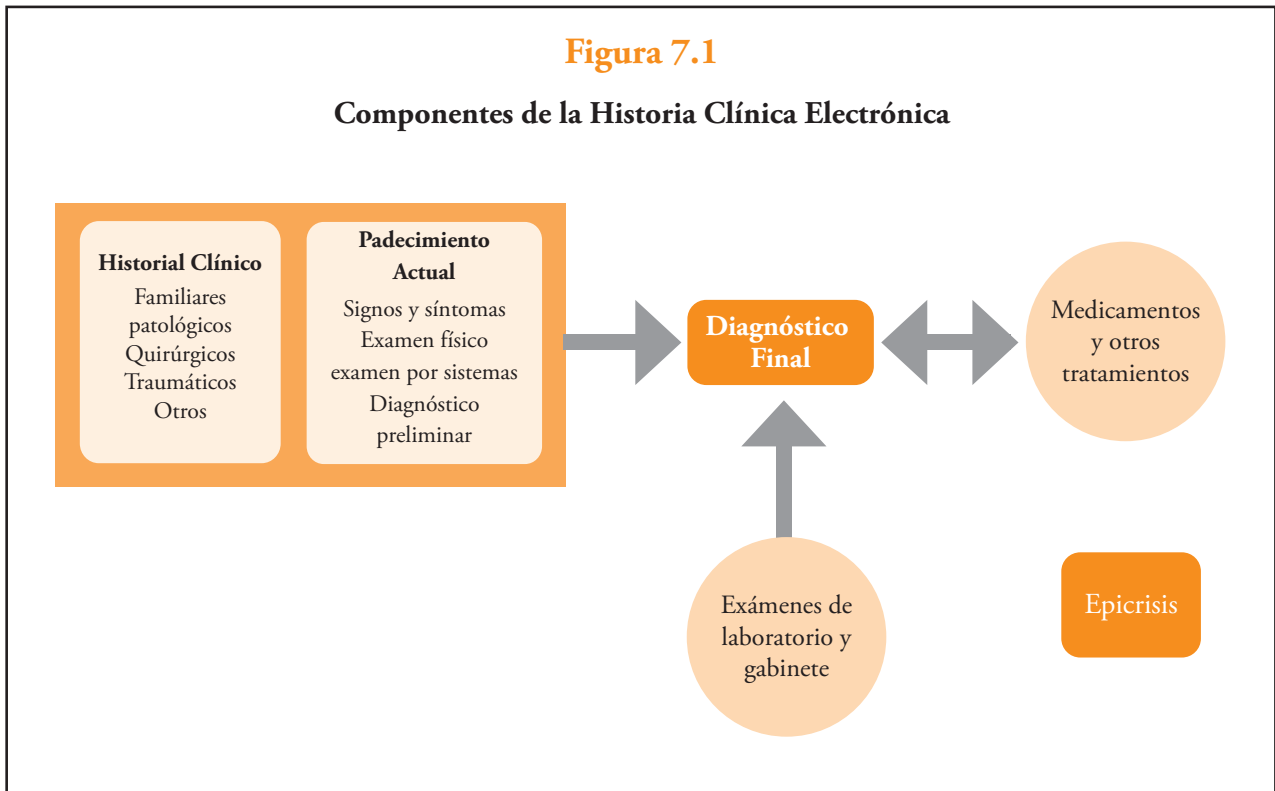 Figura 7.1
Componentes de la Historia Clínica Electrónica
Historial Clínico
Familiares
patológicos
Quirúrgicos
Traumáticos
Otros
Padecimiento
Actual
Signos y síntomas
Examen físico
examen por sistemas
Diagnóstico
preliminar
Diagnóstico
Final
Medicamentos
y otros
tratamientos
Exámenes de
laboratorio y
gabinete
Epicrisis